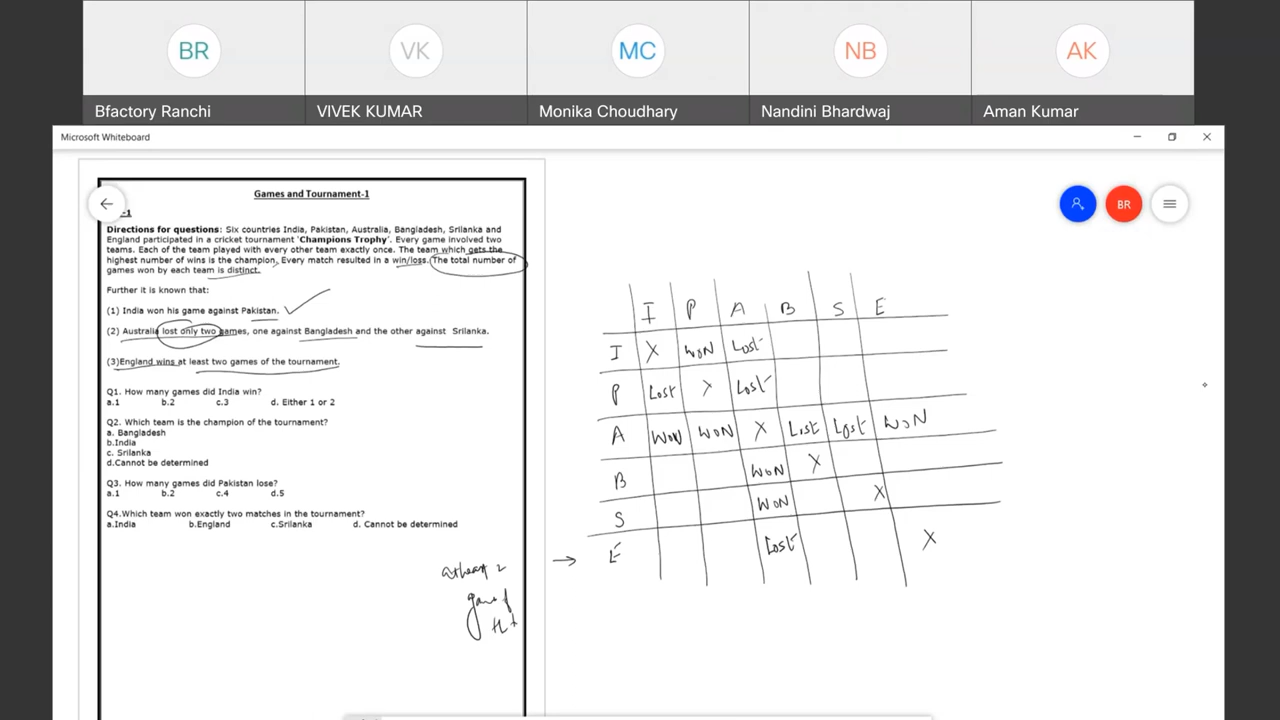 BR VK MC NB AK
Bfactory Ranchi VIVEK KUMAR Monika Choudhary Nandini Bhardwaj Aman Kumar
Microsoft Whiteboard
BR
Games and Tournament-1
-1
Directions for questions: Six countries India, Pakistan, Australia, Bangladesh, Srilanka and
England participated in a cricket tournament 'Champions Trophy'. Every game involved two
teams. Each of the team played with every other team exactly once. The team which gets the
highest number of wins is the champion. Every match resulted in a win/loss. The total number of
games won by each team is distinct.
Further it is known that:
(1) India won his game against Pakistan.
(2) Australia lost only two games, one against Bangladesh and the other against Srilanka.
(3)England wins at least two games of the tournament.
Q1. How many games did India win?
a.1 b.2 c.3 d. Either 1 or 2
Q2. Which team is the champion of the tournament?
a. Bangladesh
b.India
c. Srilanka
d.Cannot be determined
Q3. How many games did Pakistan lose?
a.1 b.2 c.4 d.5
Q4.Which team won exactly two matches in the tournament?
a.India b.England c.Srilanka d. Cannot be determined
atleast 2
I P A B S E
I X WON Lost
P Lost X Lost
A WON WON X Lost Lost WON
B WON X
S WON X
E Lost X